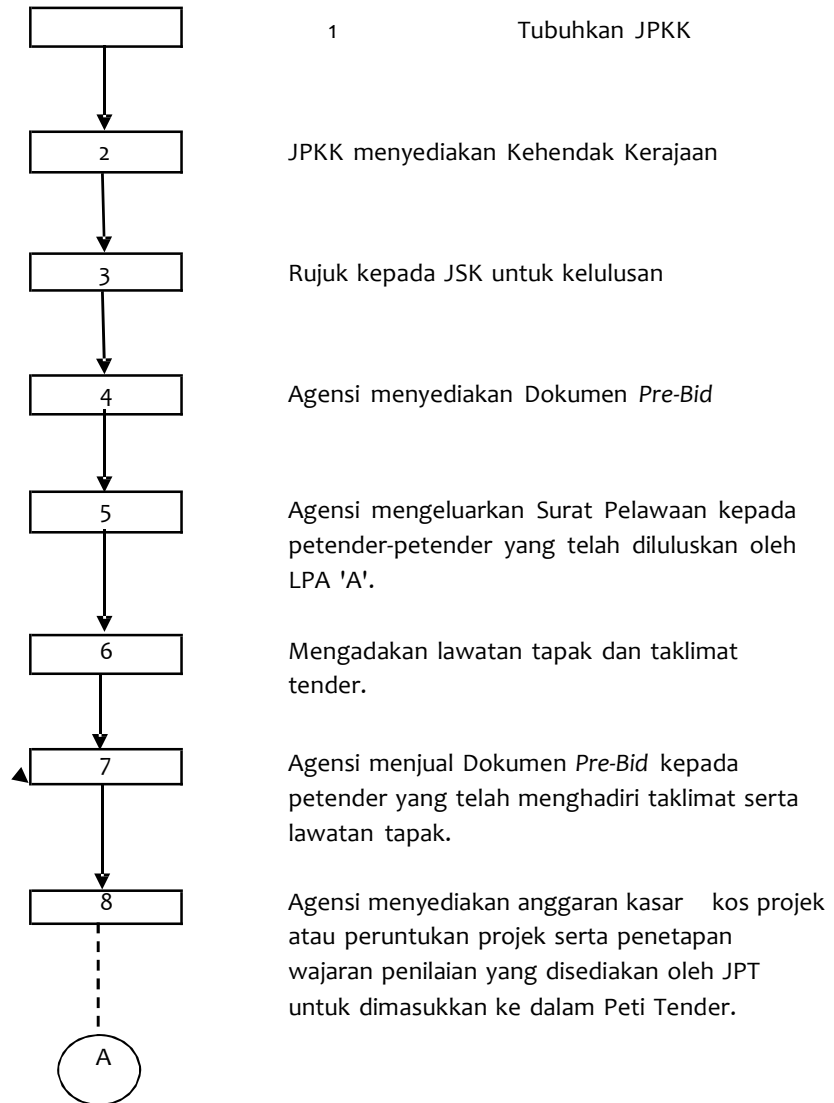 1 Tubuhkan JPKK
2 JPKK menyediakan Kehendak Kerajaan
3 Rujuk kepada JSK untuk kelulusan
4 Agensi menyediakan Dokumen Pre-Bid
5 Agensi mengeluarkan Surat Pelawaan kepada
petender-petender yang telah diluluskan oleh
LPA 'A'.
6 Mengadakan lawatan tapak dan taklimat
tender.
7 Agensi menjual Dokumen Pre-Bid kepada
petender yang telah menghadiri taklimat serta
lawatan tapak.
8 Agensi menyediakan anggaran kasar kos projek
atau peruntukan projek serta penetapan
wajaran penilaian yang disediakan oleh JPT
untuk dimasukkan ke dalam Peti Tender.
A